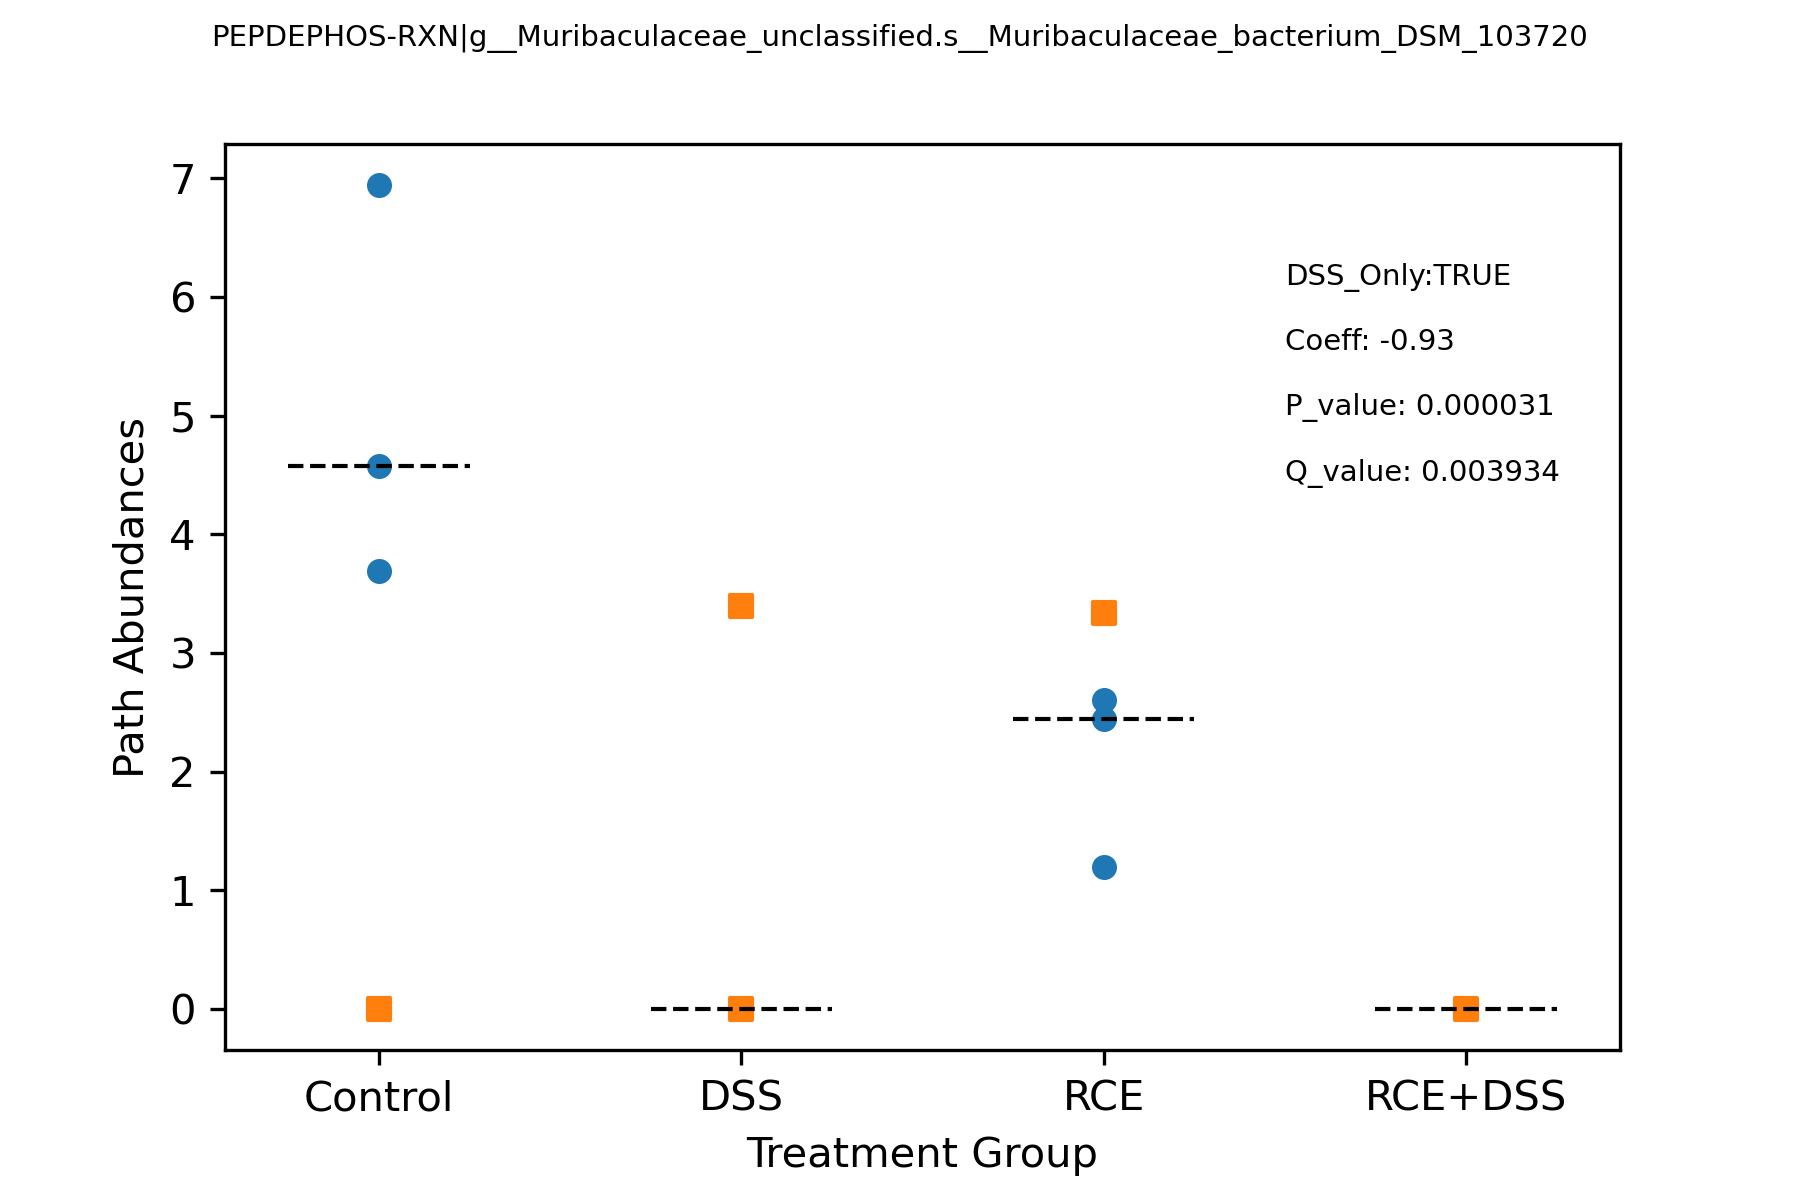 PEPDEPHOS-RXN|g__Muribaculaceae_unclassified.s__Muribaculaceae_bacterium_DSM_103720
7
6
5
4
3
2
1
0
Path Abundances
DSS_Only:TRUE
Coeff: -0.93
P_value: 0.000031
Q_value: 0.003934
Control DSS RCE RCE+DSS
Treatment Group